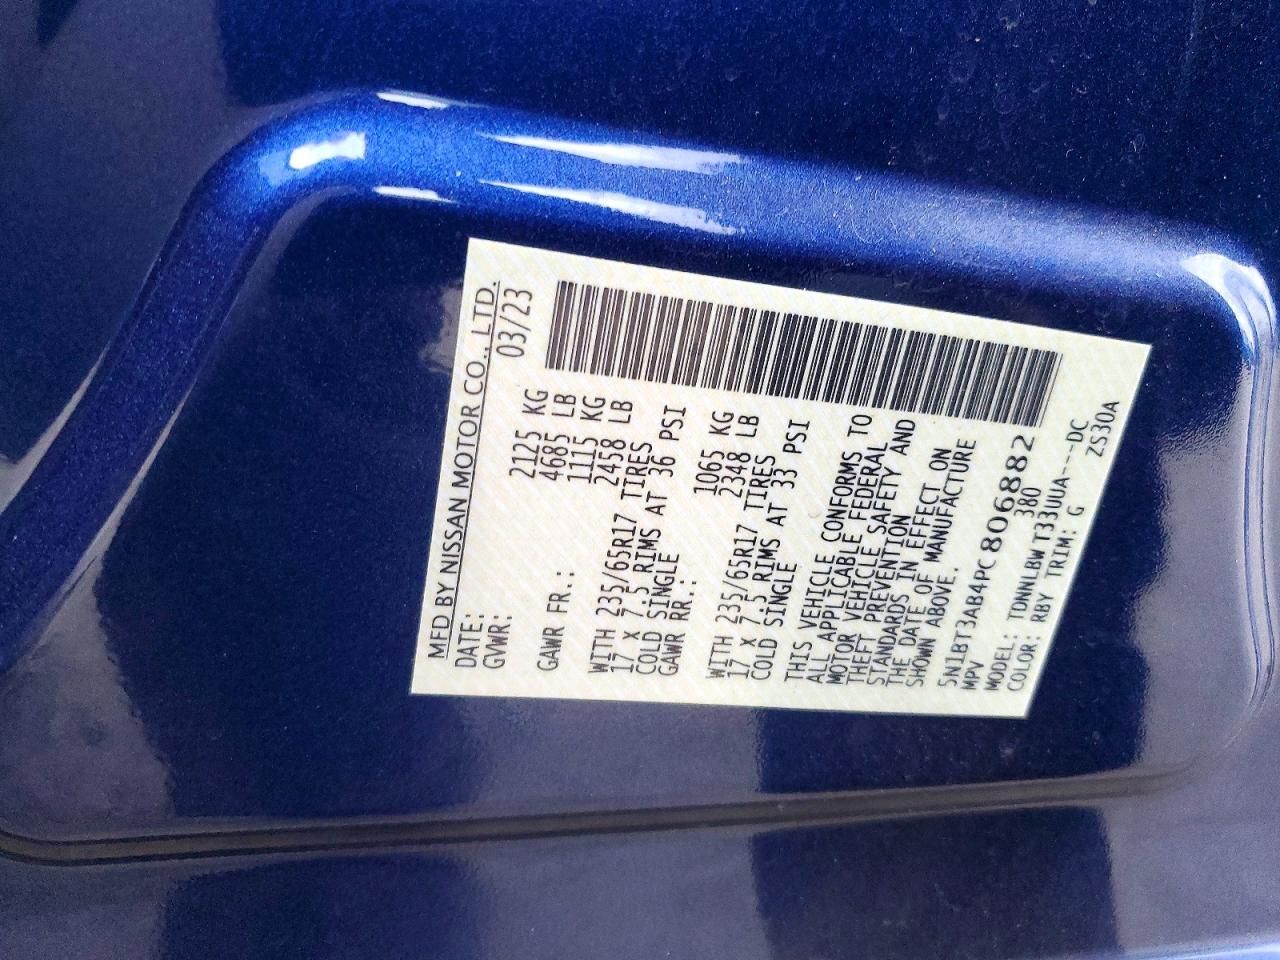 MFD BY NISSAN MOTOR CO., LTD.
DATE: 03/23
GVWR: 2125 KG
4685 LB
GAWR FR.: 1115 KG
2458 LB
WITH 235/65R17 TIRES
17 X 7.5 RIMS AT 36 PSI
COLD SINGLE
GAWR RR.: 1065 KG
2348 LB
WITH 235/65R17 TIRES
17 X 7.5 RIMS AT 33 PSI
COLD SINGLE
THIS VEHICLE CONFORMS TO
ALL APPLICABLE FEDERAL
MOTOR VEHICLE SAFETY AND
THEFT PREVENTION
STANDARDS IN EFFECT ON
THE DATE OF MANUFACTURE
SHOWN ABOVE.
5N1BT3AB4PC806882
MPV 380
MODEL: TDNNLBW T33UUA----DC
COLOR: RBY TRIM: G ZS30A